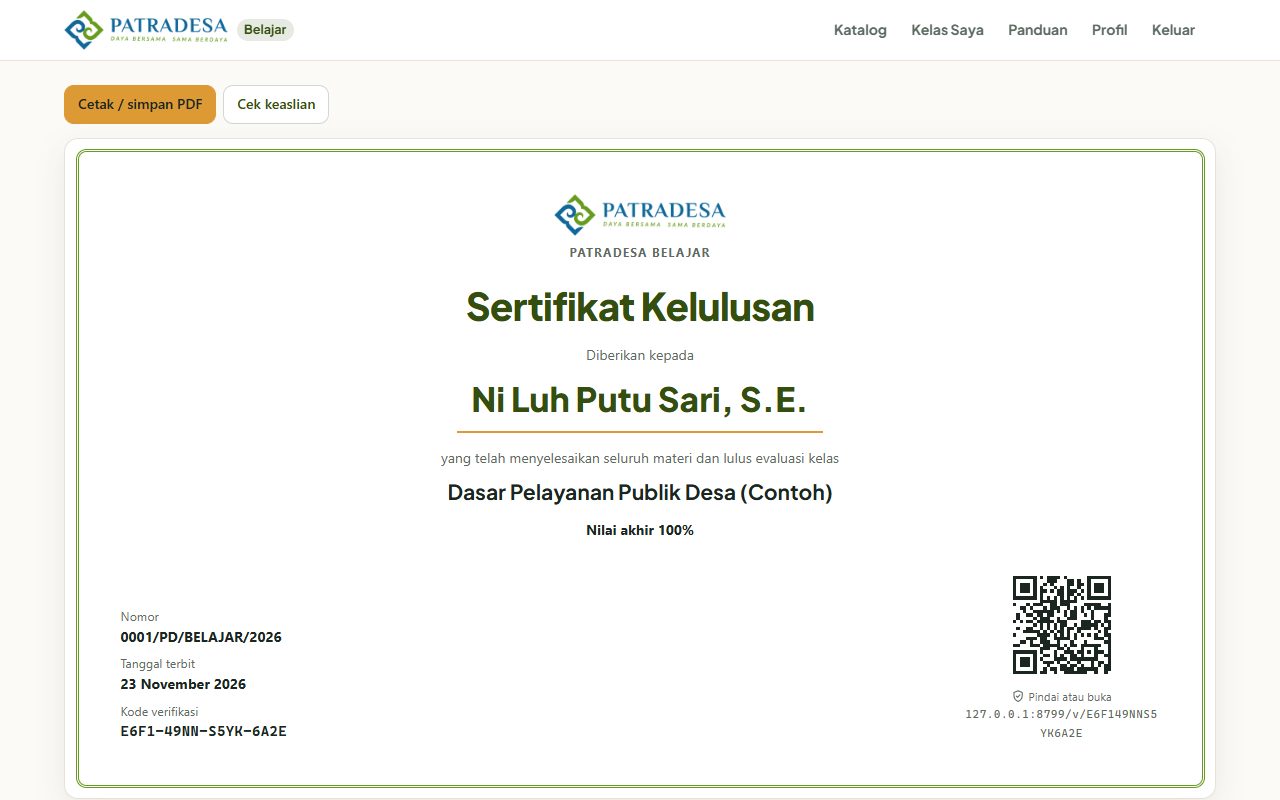 PATRADESA
DAYA BERSAMA SAMA BERDAYA
Belajar
Katalog
Kelas Saya
Panduan
Profil
Keluar
Cetak / simpan PDF
Cek keaslian
PATRADESA
DAYA BERSAMA SAMA BERDAYA
PATRADESA BELAJAR
Sertifikat Kelulusan
Diberikan kepada
Ni Luh Putu Sari, S.E.
yang telah menyelesaikan seluruh materi dan lulus evaluasi kelas
Dasar Pelayanan Publik Desa (Contoh)
Nilai akhir 100%
Nomor
0001/PD/BELAJAR/2026
Tanggal terbit
23 November 2026
Kode verifikasi
E6F1-49NN-S5YK-6A2E
Pindai atau buka
127.0.0.1:8799/v/E6F149NNS5
YK6A2E